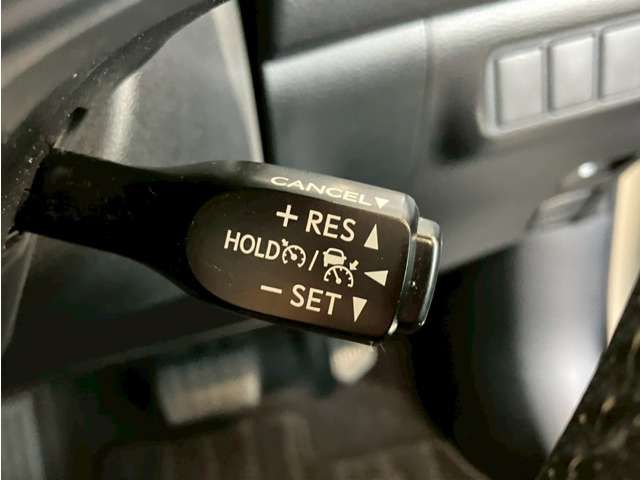 CANCEL▼
+ RES ▲
HOLD / ◀
− SET ▼